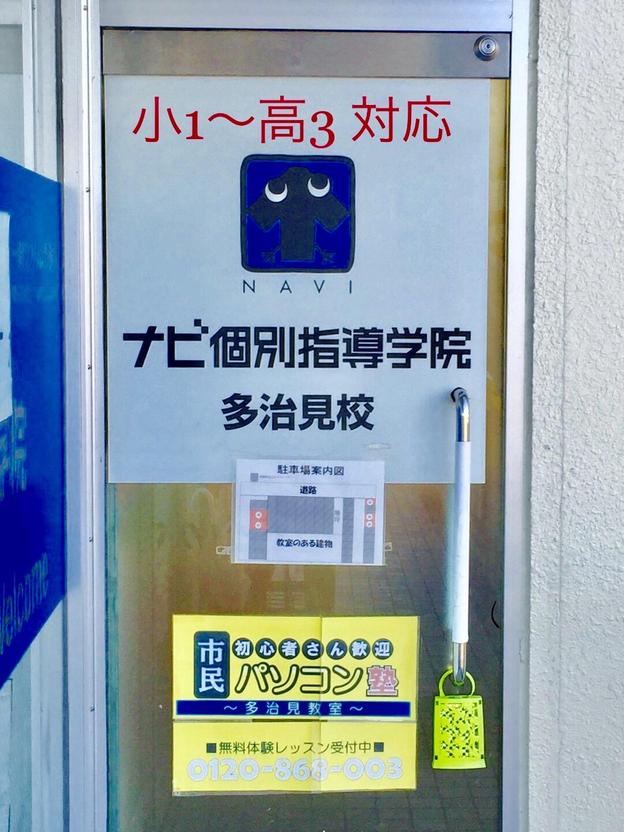 小1〜高3 対応
NAVI
ナビ個別指導学院
多治見校
駐車場案内図
道路
教室のある建物
市民
初心者さん歓迎
パソコン塾
〜多治見教室〜
■無料体験レッスン受付中■
0120-868-003
Welcome